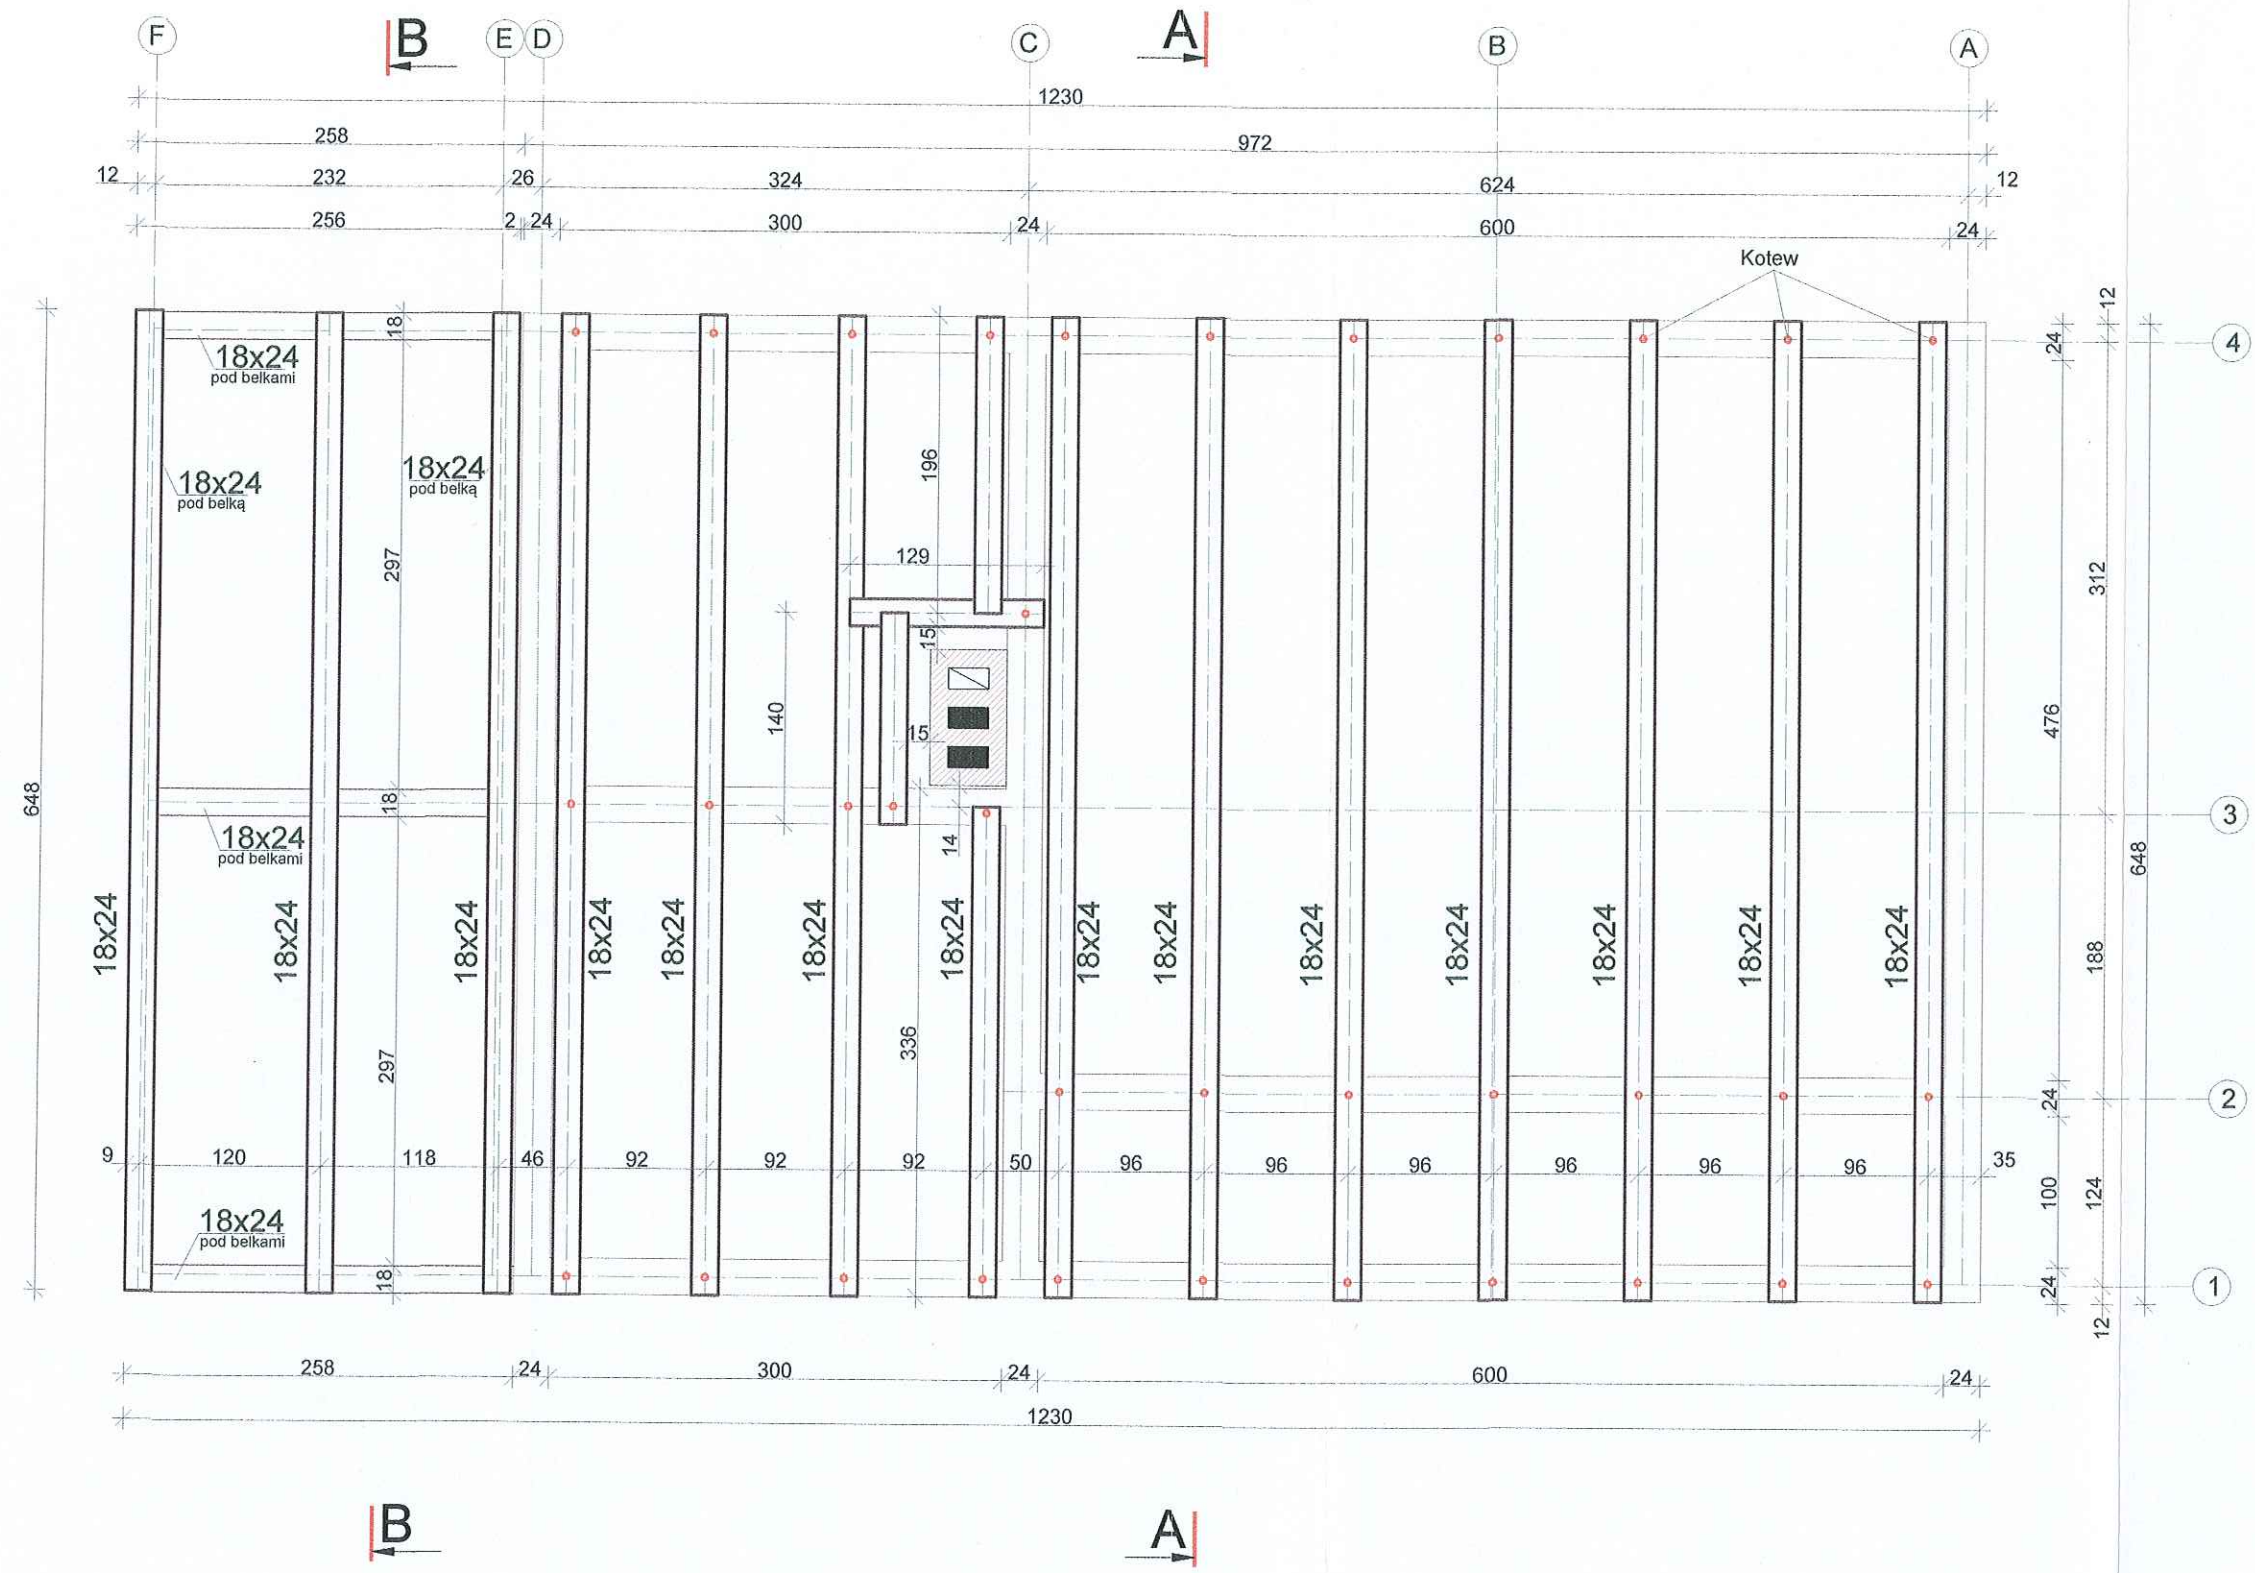 F
B
E
D
C
A
B
A
1230
258
972
12
232
26
324
624
12
256
2
24
300
24
600
24
Kotew
12
18
24
4
18x24
pod belkami
196
18x24
pod belką
18x24
pod belką
297
129
312
15
140
15
476
648
18
3
18x24
pod belkami
14
648
18x24
18x24
18x24
18x24
18x24
18x24
18x24
18x24
18x24
18x24
18x24
18x24
18x24
18x24
188
336
297
24
2
9
120
118
46
92
92
92
50
96
96
96
96
96
96
35
100
124
18x24
pod belkami
18
24
1
12
258
24
300
24
600
24
1230
B
A